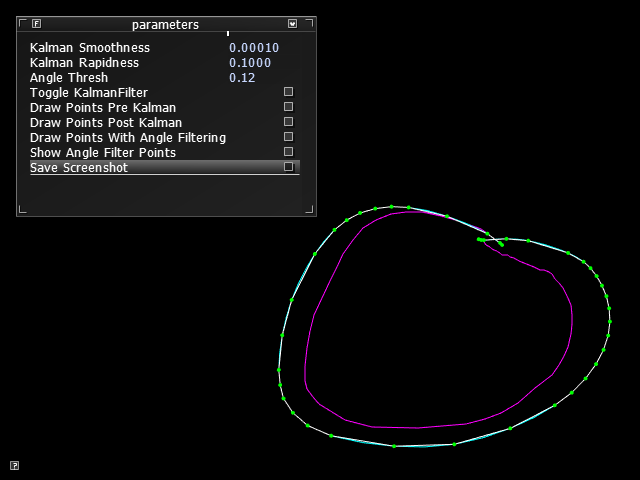 F parameters
Kalman Smoothness 0.00010
Kalman Rapidness 0.1000
Angle Thresh 0.12
Toggle KalmanFilter
Draw Points Pre Kalman
Draw Points Post Kalman
Draw Points With Angle Filtering
Show Angle Filter Points
Save Screenshot
?